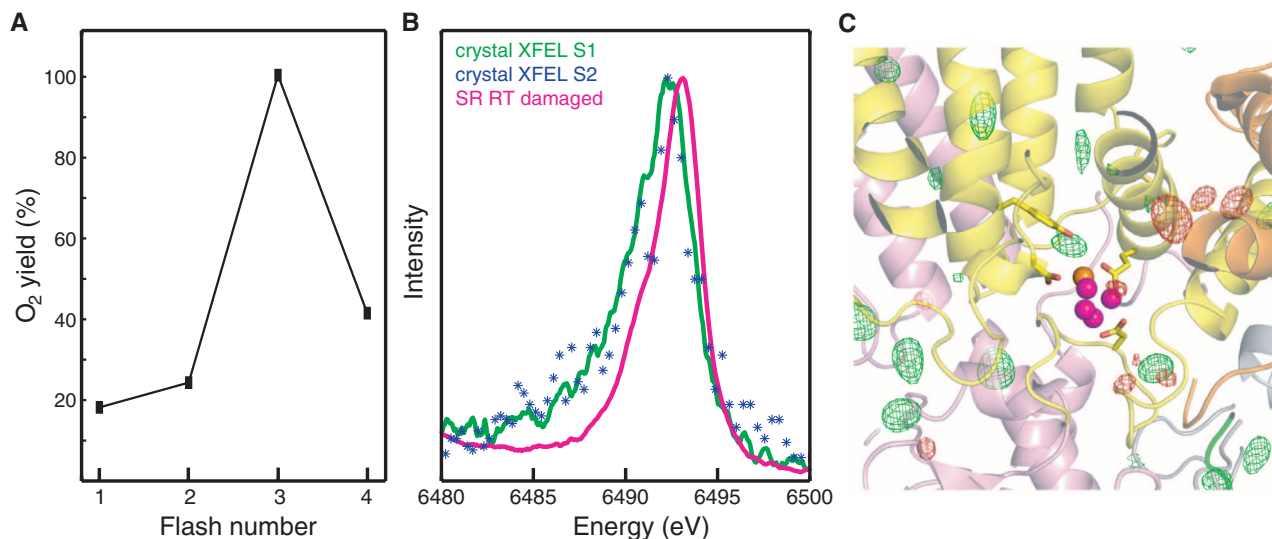 A
O₂ yield (%)
100
80
60
40
20
1 2 3 4
Flash number
B
crystal XFEL S1
crystal XFEL S2
SR RT damaged
Intensity
6480 6485 6490 6495 6500
Energy (eV)
C